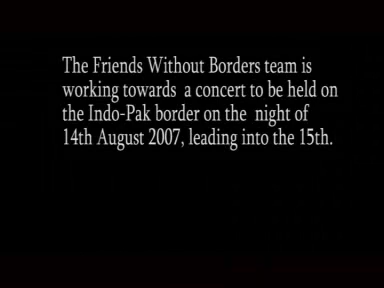 The Friends Without Borders team is
working towards a concert to be held on
the Indo-Pak border on the night of
14th August 2007, leading into the 15th.